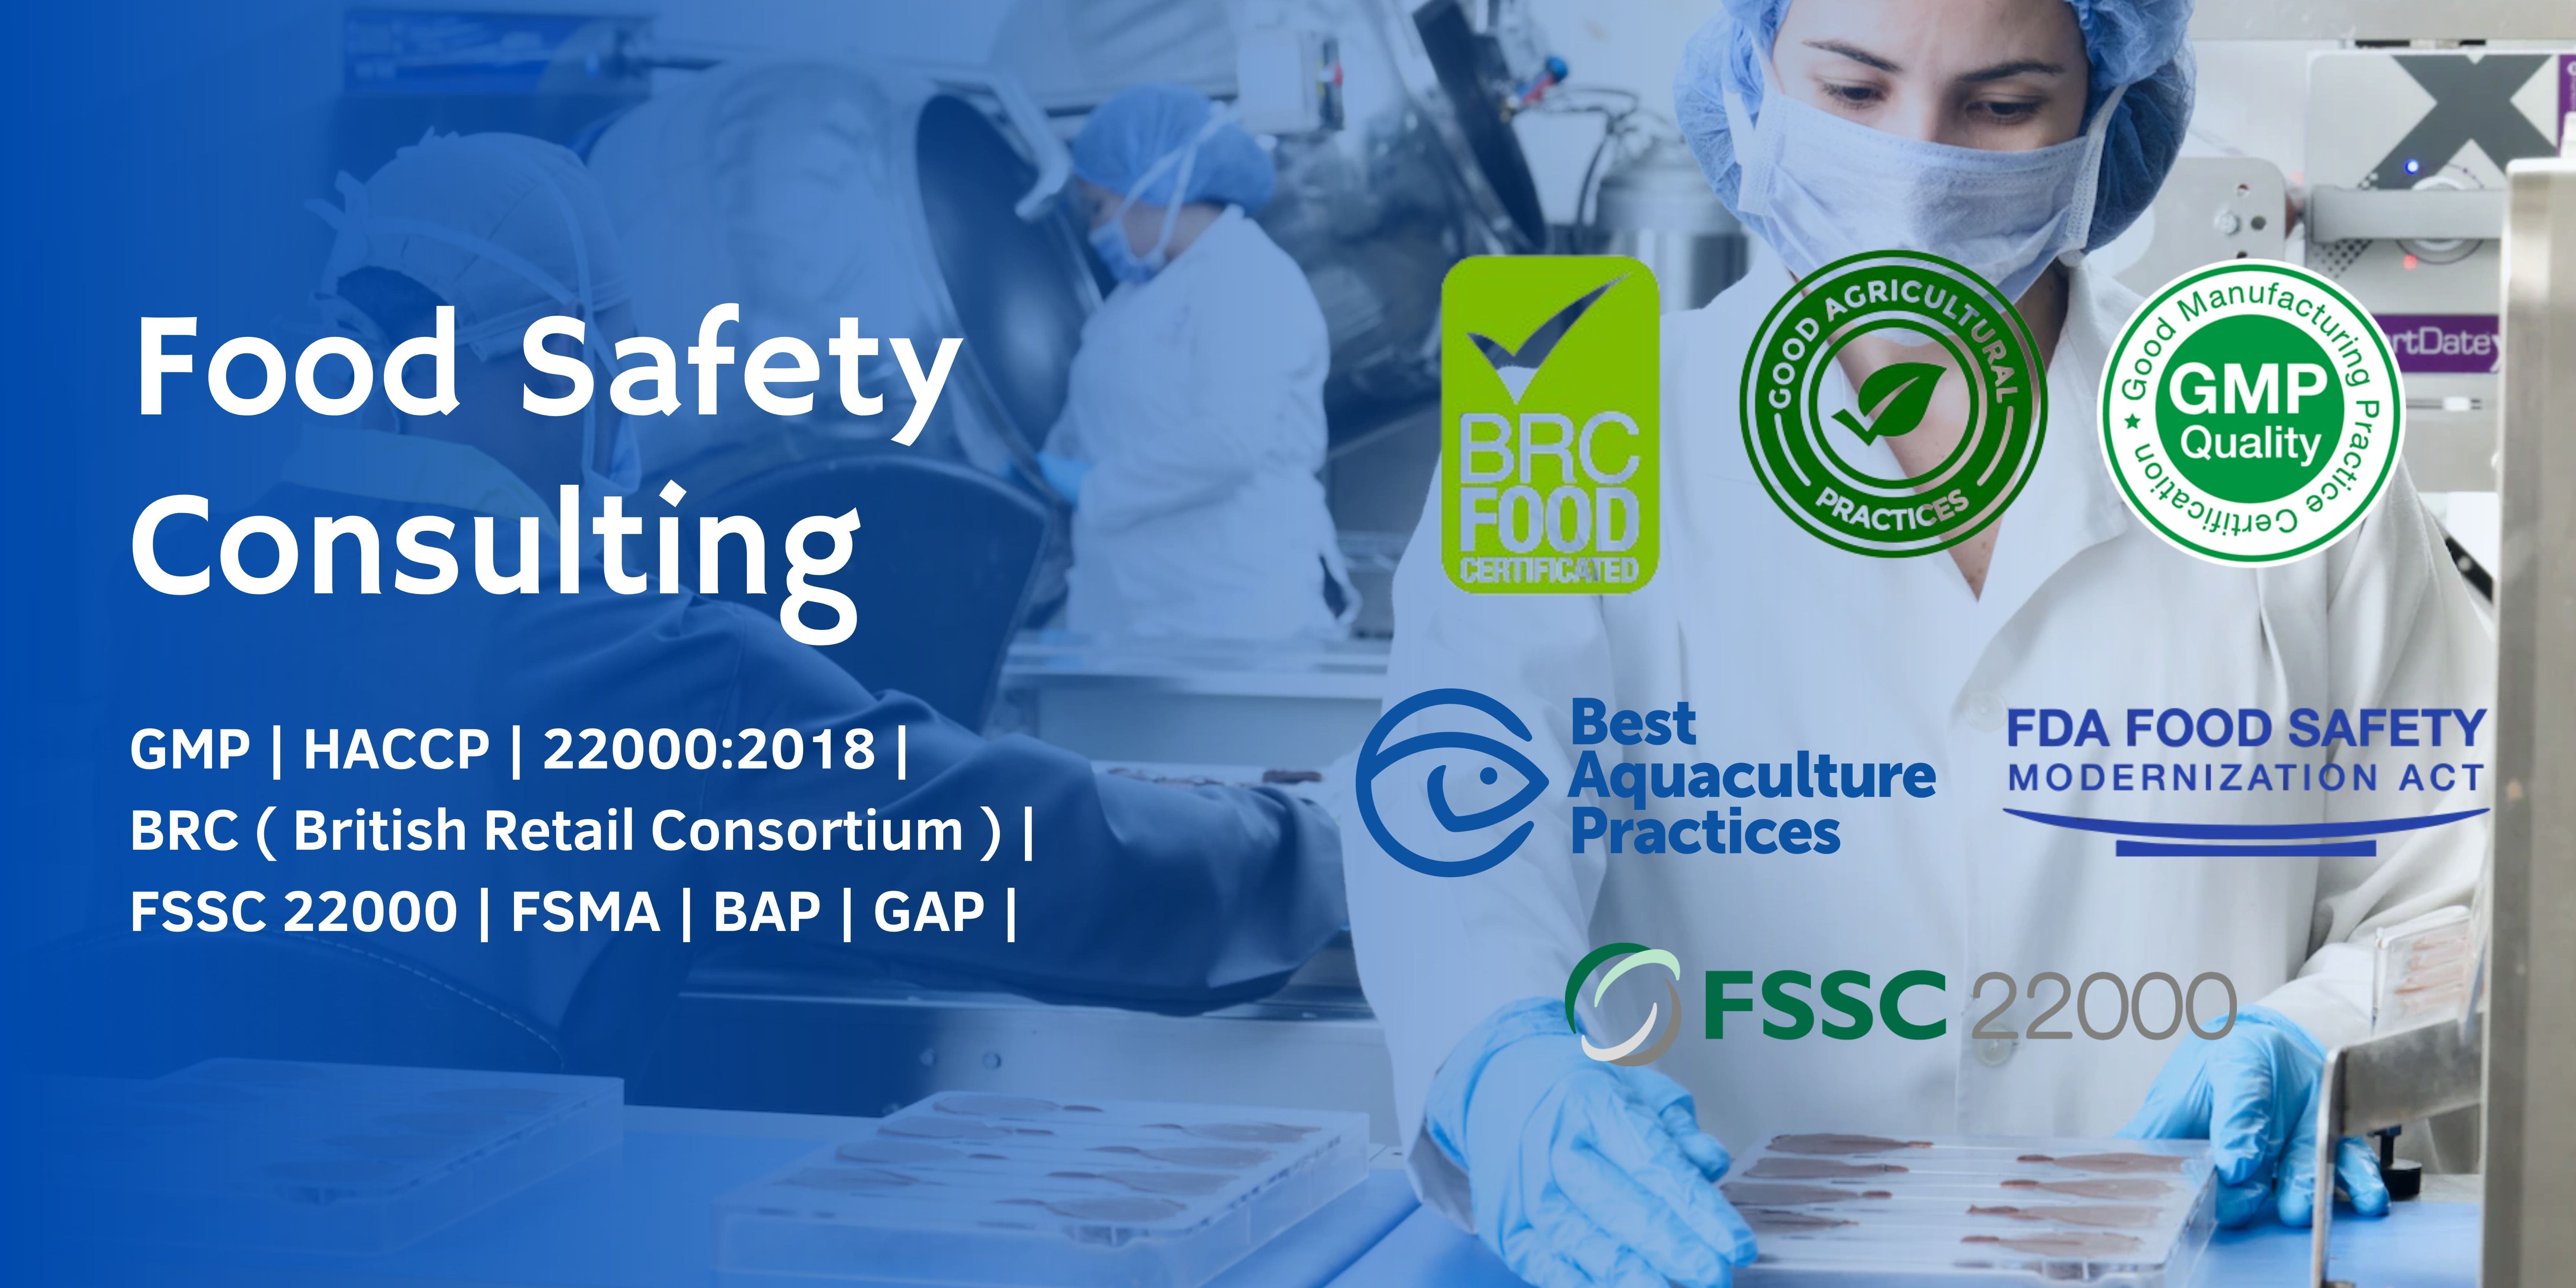 Food Safety
Consulting
GMP | HACCP | 22000:2018 |
BRC ( British Retail Consortium ) |
FSSC 22000 | FSMA | BAP | GAP |
BRC
FOOD
CERTIFICATED
GOOD AGRICULTURAL
PRACTICES
Good Manufacturing Practice Certification
GMP
Quality
Best
Aquaculture
Practices
FDA FOOD SAFETY
MODERNIZATION ACT
FSSC 22000